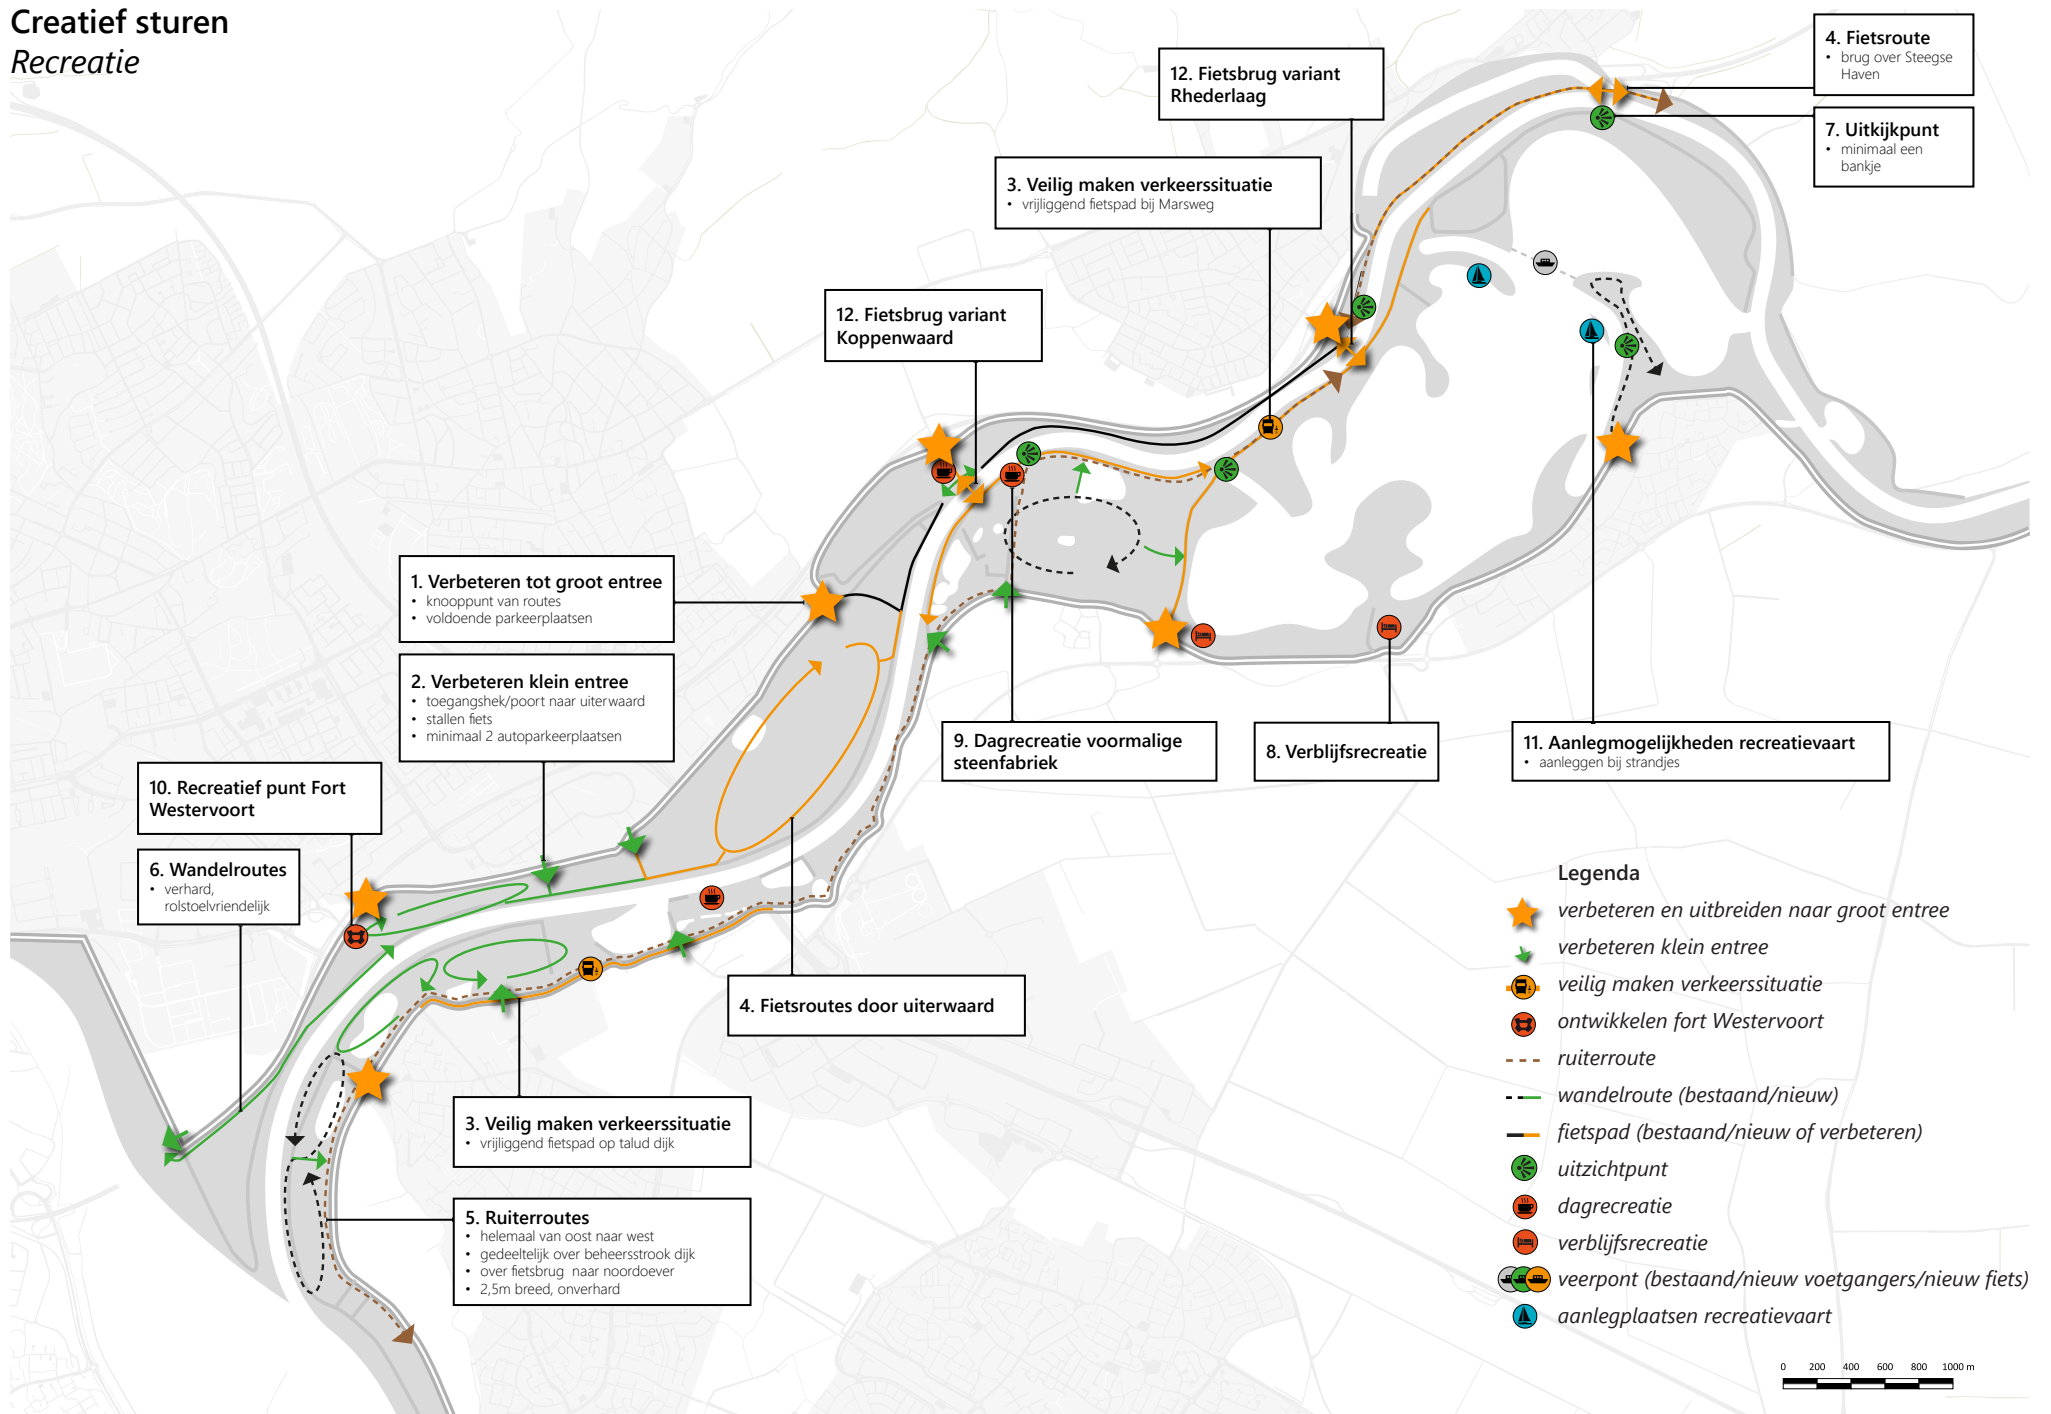 Creatief sturen
Recreatie
4. Fietsroute
• brug over Steegse
Haven
7. Uitkijkpunt
• minimaal een
bankje
12. Fietsbrug variant
Rhederlaag
3. Veilig maken verkeerssituatie
• vrijliggend fietspad bij Marsweg
12. Fietsbrug variant
Koppenwaard
1. Verbeteren tot groot entree
• knooppunt van routes
• voldoende parkeerplaatsen
2. Verbeteren klein entree
• toegangshek/poort naar uiterwaard
• stallen fiets
• minimaal 2 autoparkeerplaatsen
10. Recreatief punt Fort
Westervoort
6. Wandelroutes
• verhard,
rolstoelvriendelijk
9. Dagrecreatie voormalige
steenfabriek
8. Verblijfsrecreatie
11. Aanlegmogelijkheden recreatievaart
• aanleggen bij strandjes
4. Fietsroutes door uiterwaard
3. Veilig maken verkeerssituatie
• vrijliggend fietspad op talud dijk
5. Ruiterroutes
• helemaal van oost naar west
• gedeeltelijk over beheersstrook dijk
• over fietsbrug naar noordoever
• 2,5m breed, onverhard
Legenda
verbeteren en uitbreiden naar groot entree
verbeteren klein entree
veilig maken verkeerssituatie
ontwikkelen fort Westervoort
ruiterroute
wandelroute (bestaand/nieuw)
fietspad (bestaand/nieuw of verbeteren)
uitzichtpunt
dagrecreatie
verblijfsrecreatie
veerpont (bestaand/nieuw voetgangers/nieuw fiets)
aanlegplaatsen recreatievaart
0 200 400 600 800 1000 m